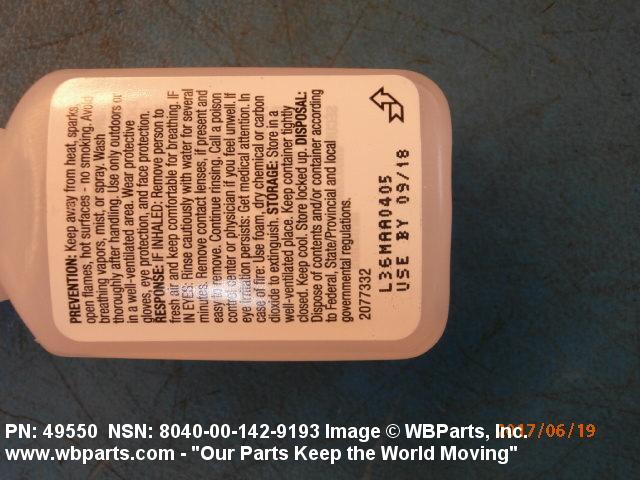 PREVENTION: Keep away from heat, sparks,
open flames, hot surfaces - no smoking. Avoid
breathing vapors, mist, or spray. Wash
thoroughly after handling. Use only outdoors or
in a well-ventilated area. Wear protective
gloves, eye protection, and face protection.
RESPONSE: IF INHALED: Remove person to
fresh air and keep comfortable for breathing. IF
IN EYES: Rinse cautiously with water for several
minutes. Remove contact lenses, if present and
easy to remove. Continue rinsing. Call a poison
control center or physician if you feel unwell. If
eye irritation persists: Get medical attention. In
case of fire: Use foam, dry chemical or carbon
dioxide to extinguish. STORAGE: Store in a
well-ventilated place. Keep container tightly
closed. Keep cool. Store locked up. DISPOSAL:
Dispose of contents and/or container according
to Federal, State/Provincial and local
governmental regulations.
2077332
L36MAA0405
USE BY 09/18
PN: 49550 NSN: 8040-00-142-9193 Image © WBParts, Inc.
2017/06/19
www.wbparts.com - "Our Parts Keep the World Moving"